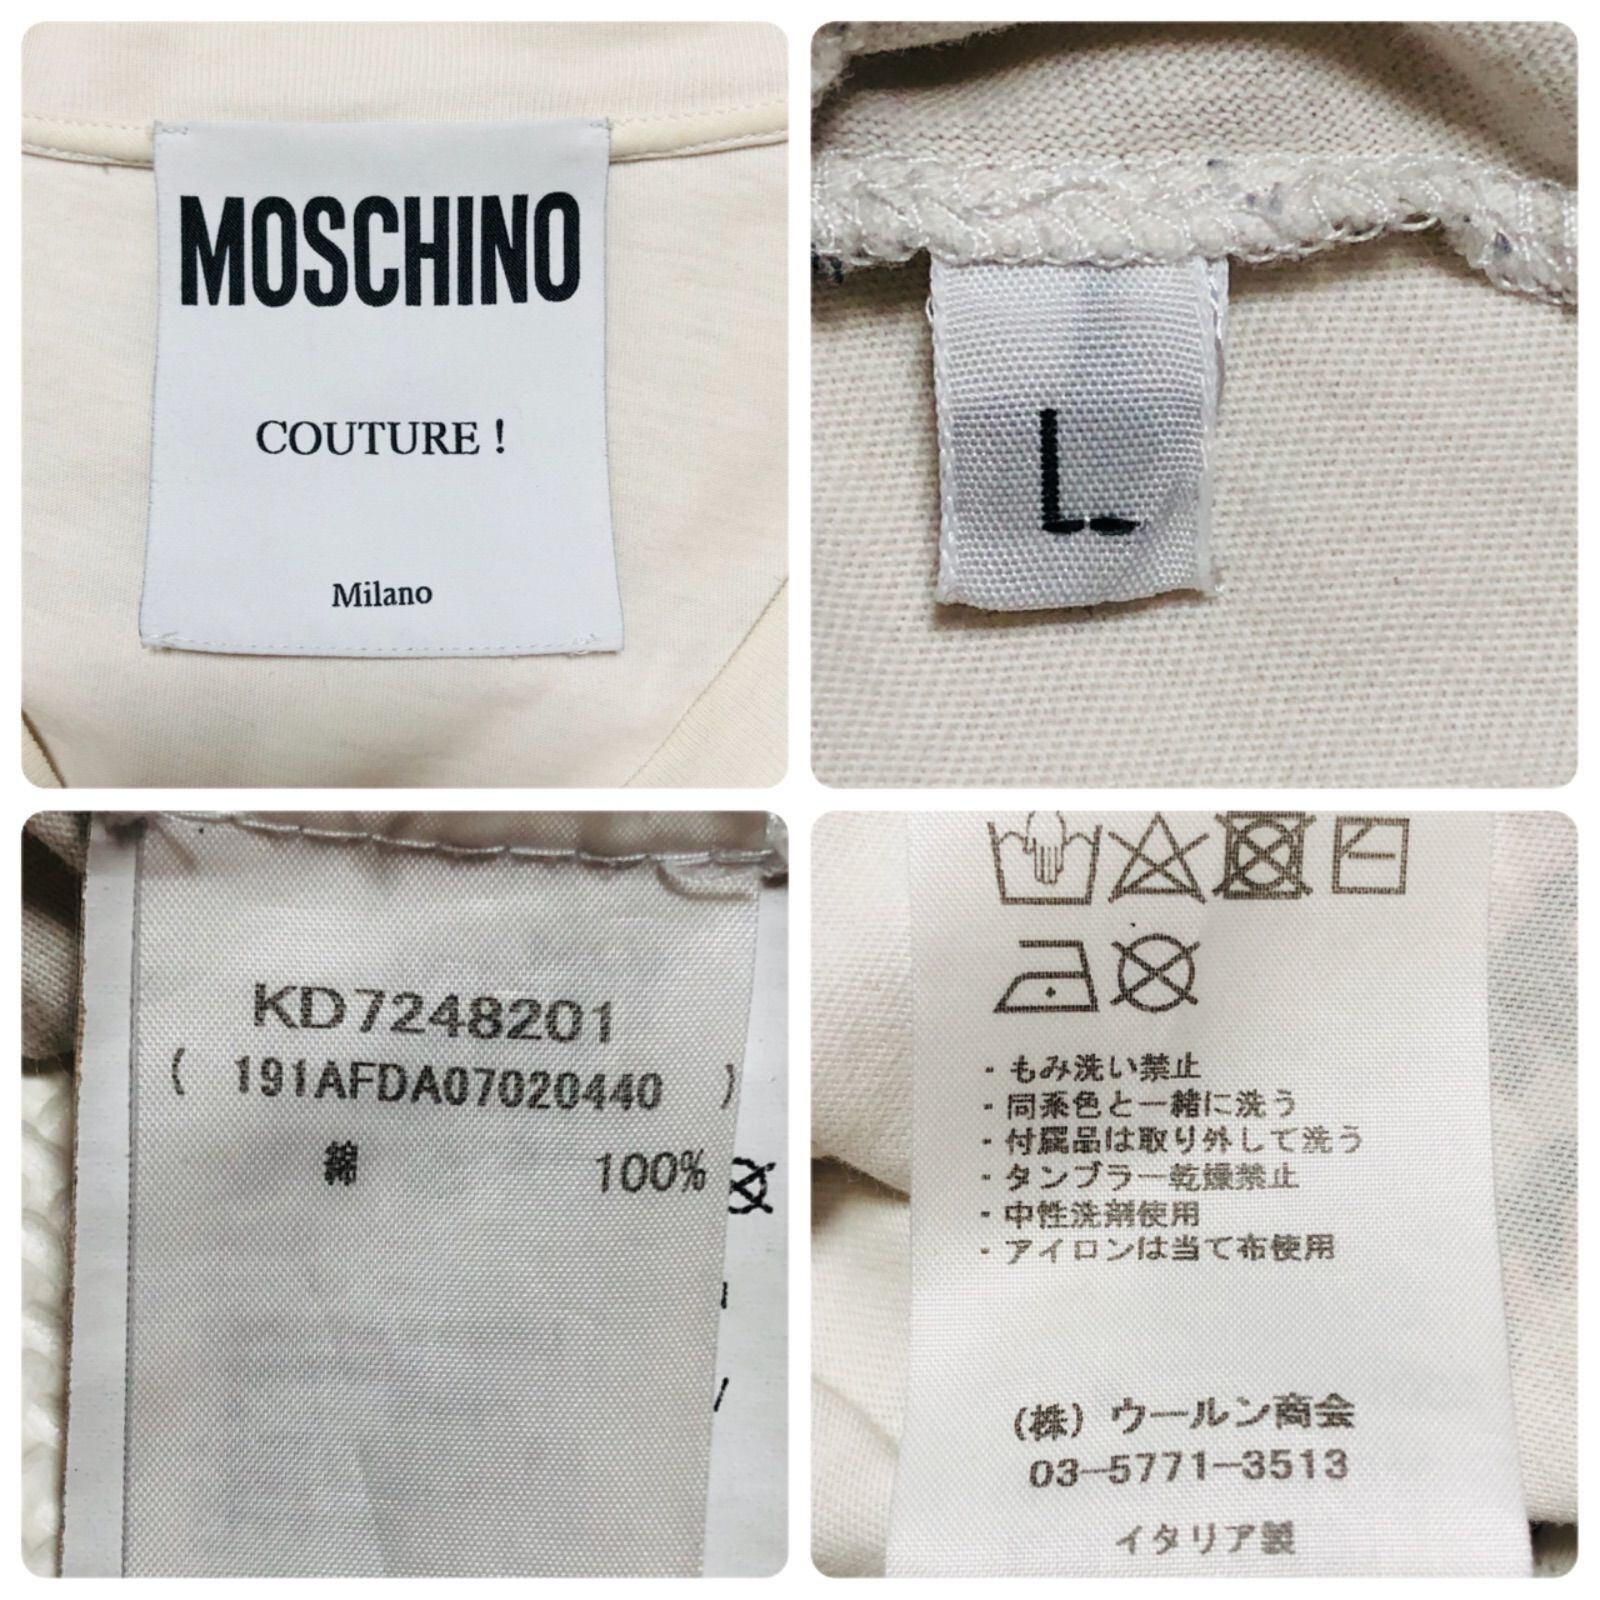 MOSCHINO
COUTURE !
Milano
L
KD7248201
( 191AFDA07020440 )
綿 100%
・もみ洗い禁止
・同系色と一緒に洗う
・付属品は取り外して洗う
・タンブラー乾燥禁止
・中性洗剤使用
・アイロンは当て布使用
(株) ウールン商会
03-5771-3513
イタリア製